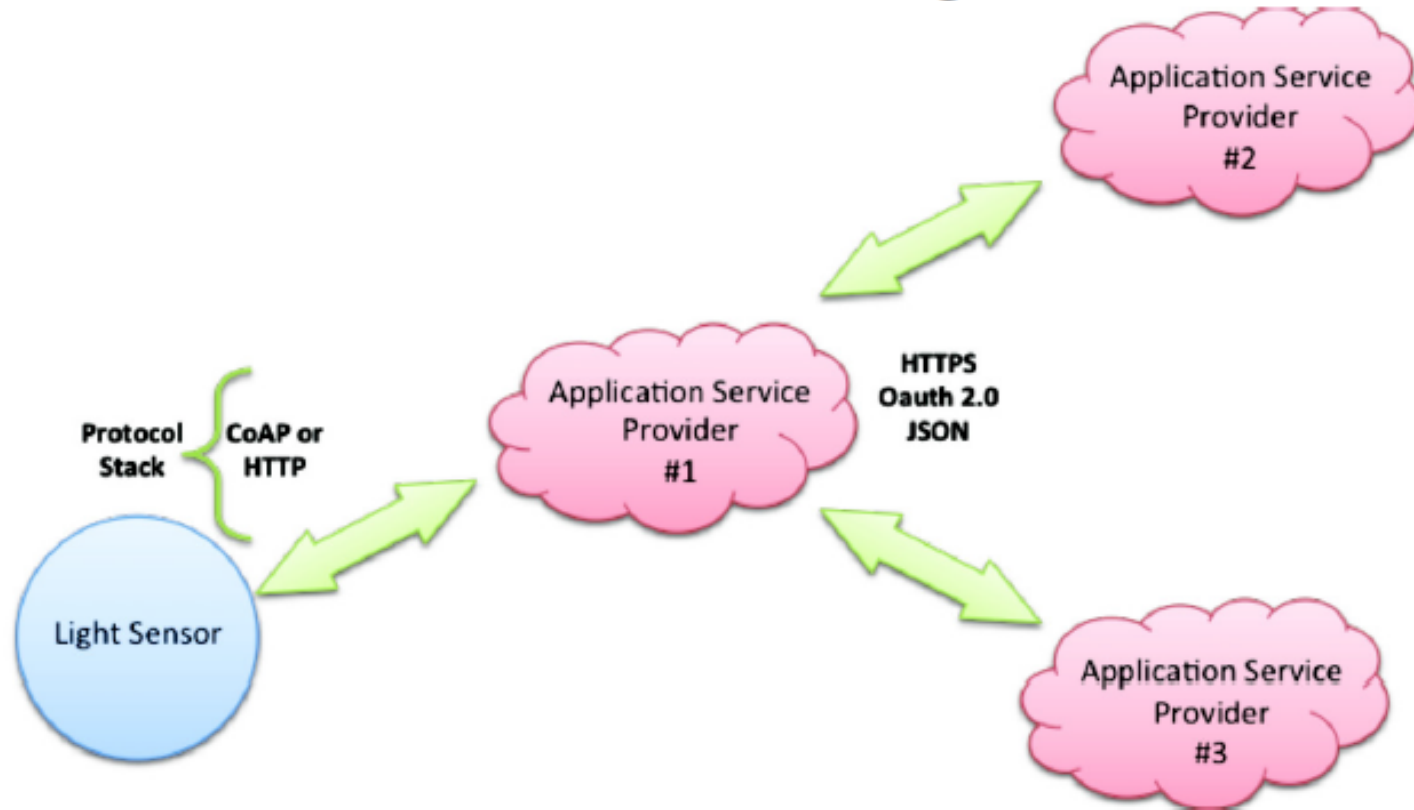 Application Service
Provider
#2
HTTPS
Oauth 2.0
JSON
Application Service
Provider
#1
Protocol
Stack
CoAP or
HTTP
Light Sensor
Application Service
Provider
#3